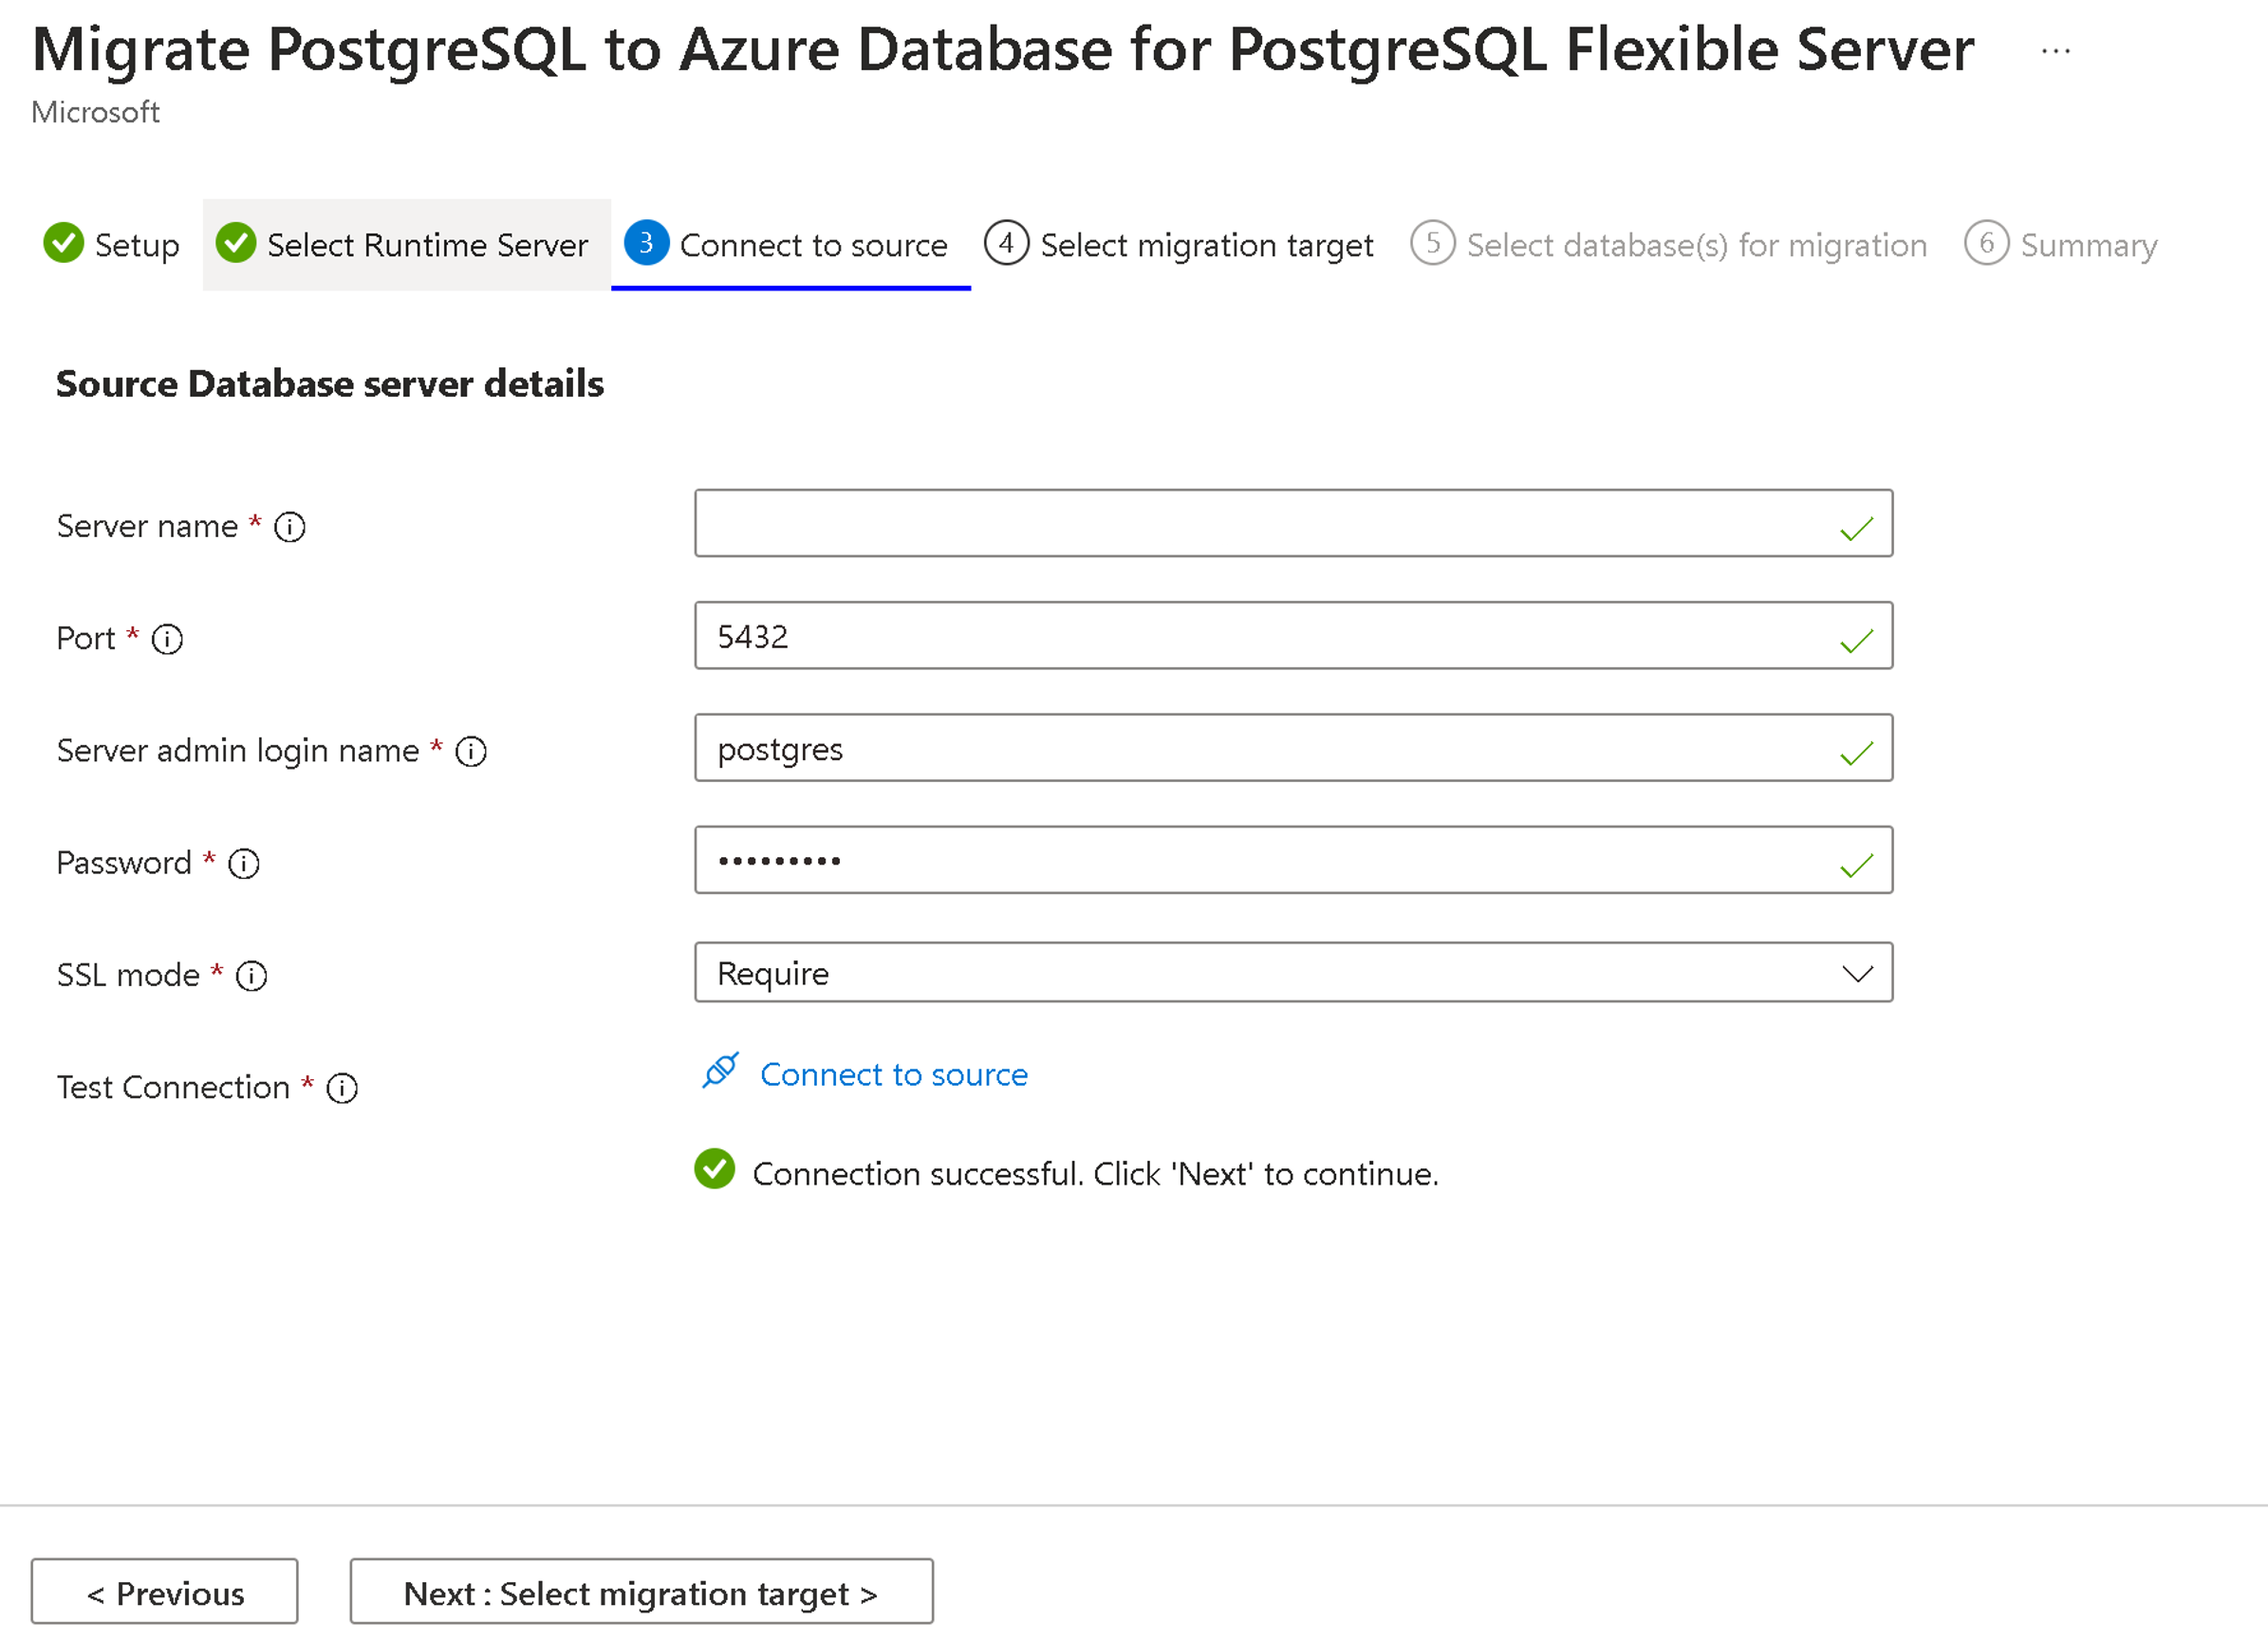 Migrate PostgreSQL to Azure Database for PostgreSQL Flexible Server ...
Microsoft
Setup Select Runtime Server 3 Connect to source 4 Select migration target 5 Select database(s) for migration 6 Summary
Source Database server details
Server name *
Port * 5432
Server admin login name * postgres
Password * •••••••••
SSL mode * Require
Test Connection * Connect to source
Connection successful. Click 'Next' to continue.
< Previous Next : Select migration target >